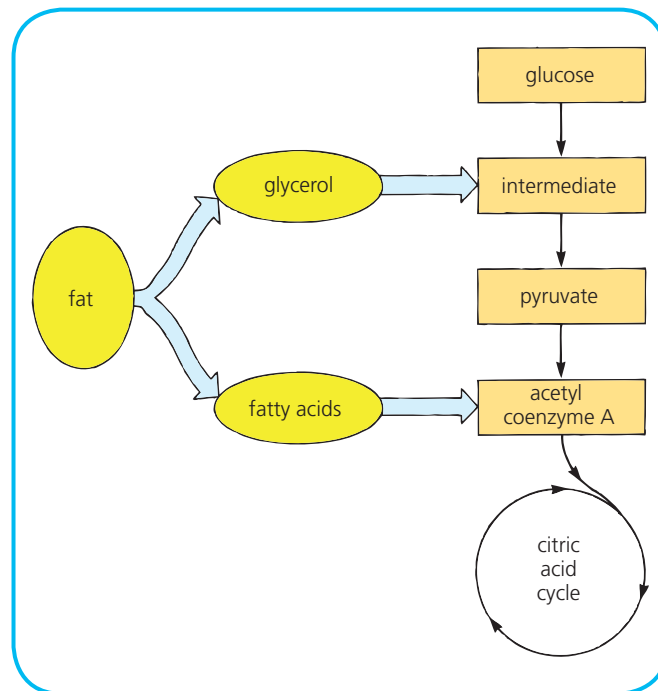 glucose
glycerol
intermediate
fat
pyruvate
fatty acids
acetyl
coenzyme A
citric
acid
cycle